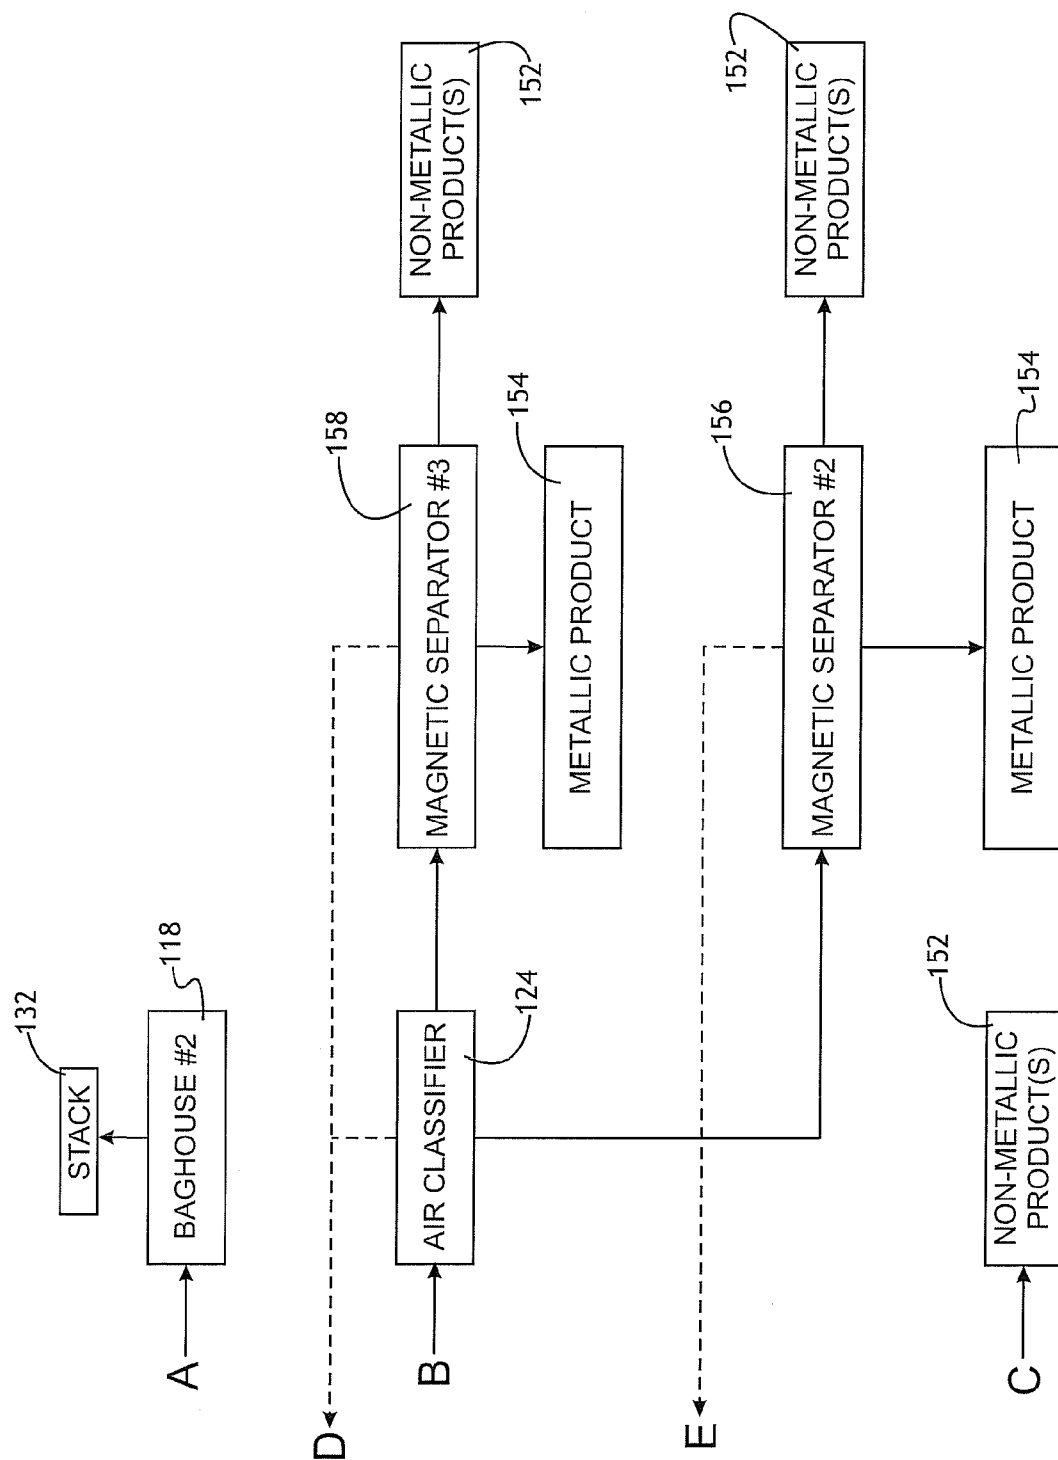 132
STACK
118
BAGHOUSE #2
A
D
158
152
B
AIR CLASSIFIER
124
MAGNETIC SEPARATOR #3
NON-METALLIC
PRODUCT(S)
154
METALLIC PRODUCT
E
156
152
MAGNETIC SEPARATOR #2
NON-METALLIC
PRODUCT(S)
152
154
C
NON-METALLIC
PRODUCT(S)
METALLIC PRODUCT